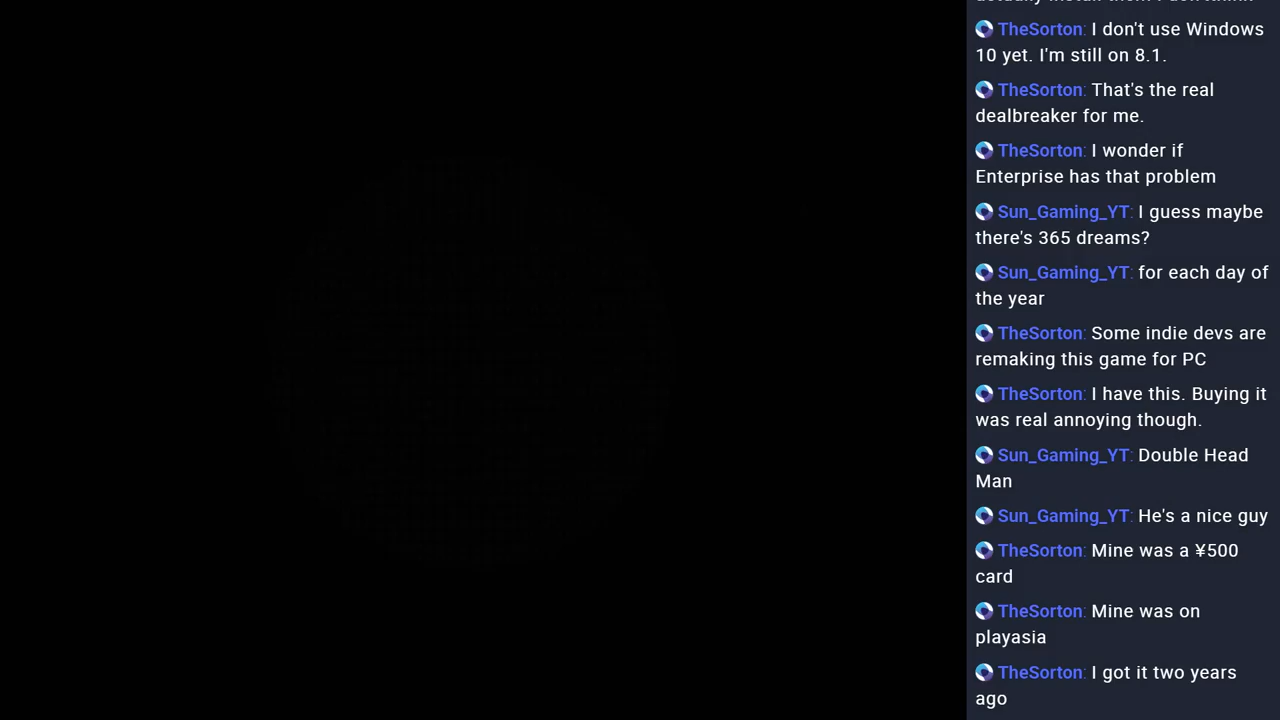 TheSorton: I don't use Windows
10 yet. I'm still on 8.1.
TheSorton: That's the real
dealbreaker for me.
TheSorton: I wonder if
Enterprise has that problem
Sun_Gaming_YT: I guess maybe
there's 365 dreams?
Sun_Gaming_YT: for each day of
the year
TheSorton: Some indie devs are
remaking this game for PC
TheSorton: I have this. Buying it
was real annoying though.
Sun_Gaming_YT: Double Head
Man
Sun_Gaming_YT: He's a nice guy
TheSorton: Mine was a ¥500
card
TheSorton: Mine was on
playasia
TheSorton: I got it two years
ago